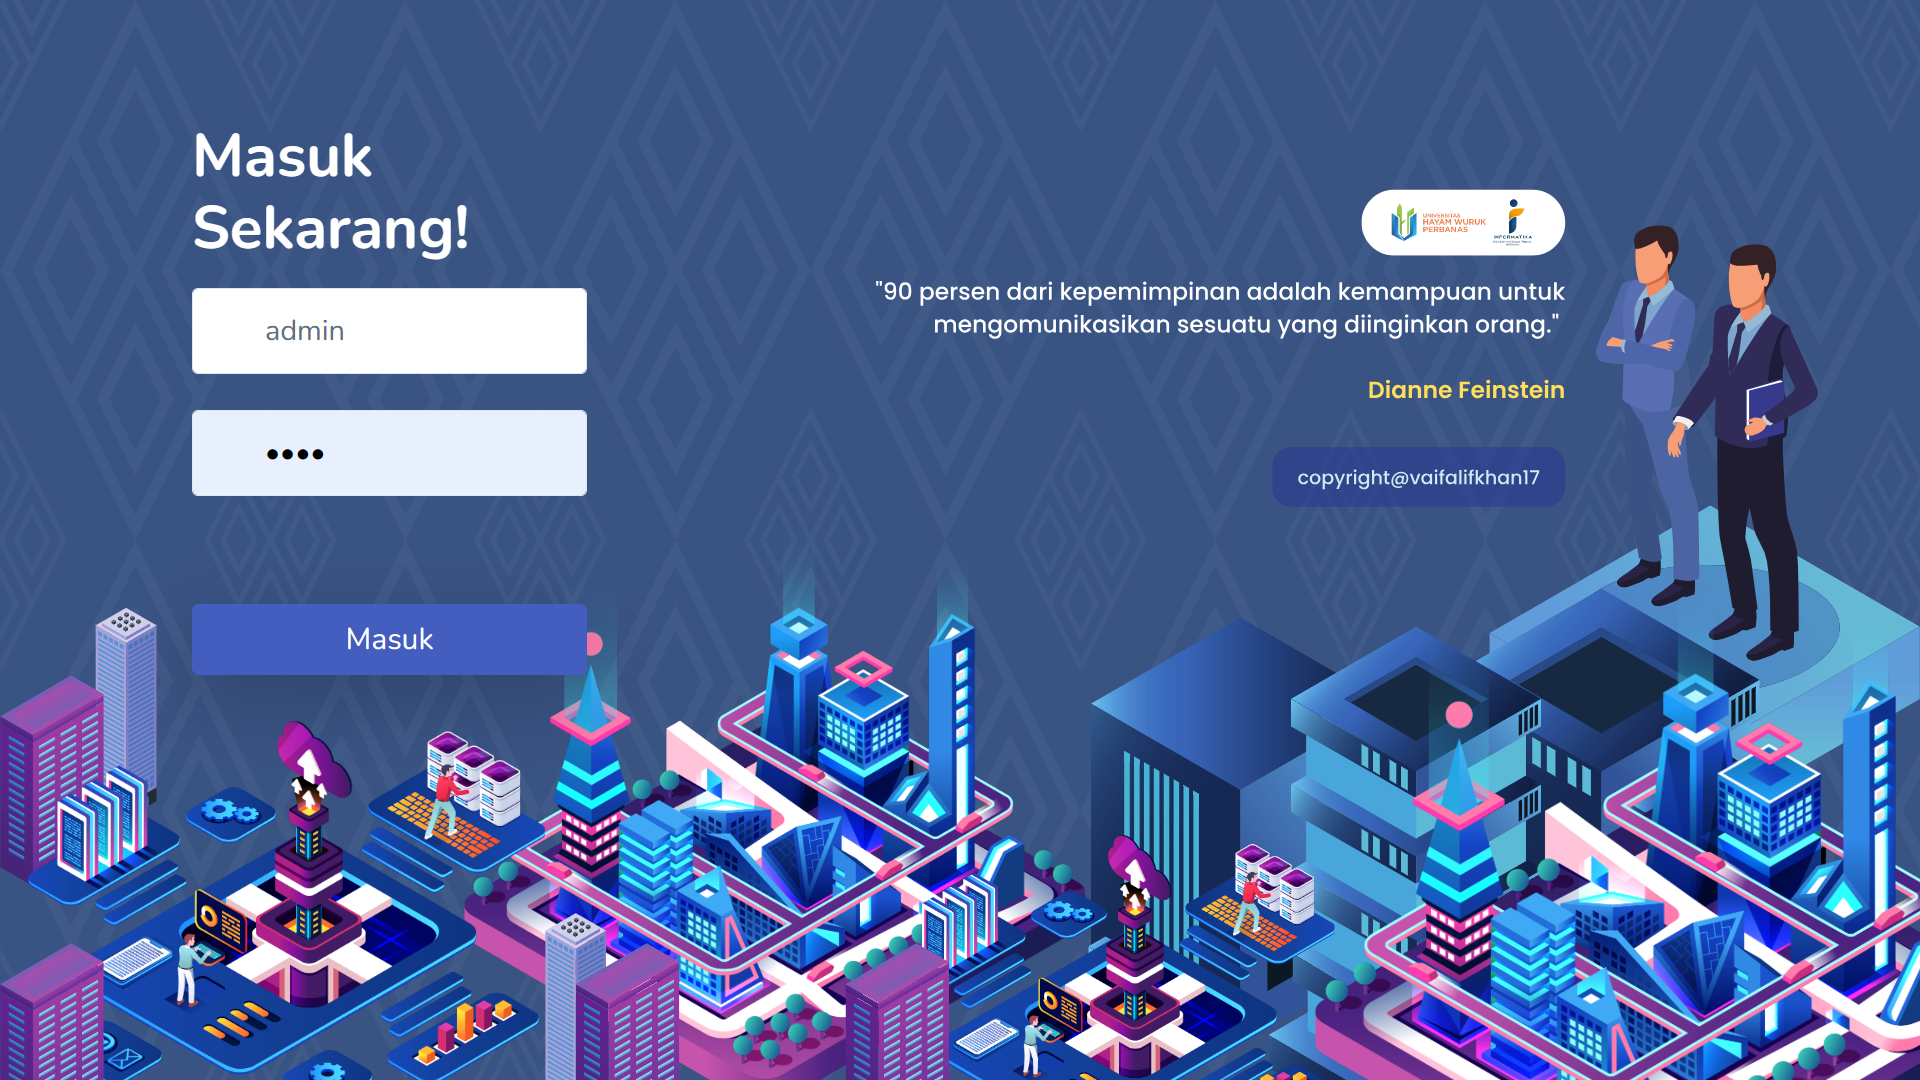 Masuk
Sekarang!
admin
Masuk
UNIVERSITAS
HAYAM WURUK
PERBANAS
INFORMATIKA
"90 persen dari kepemimpinan adalah kemampuan untuk
mengomunikasikan sesuatu yang diinginkan orang."
Dianne Feinstein
copyright@vaifalifkhan17